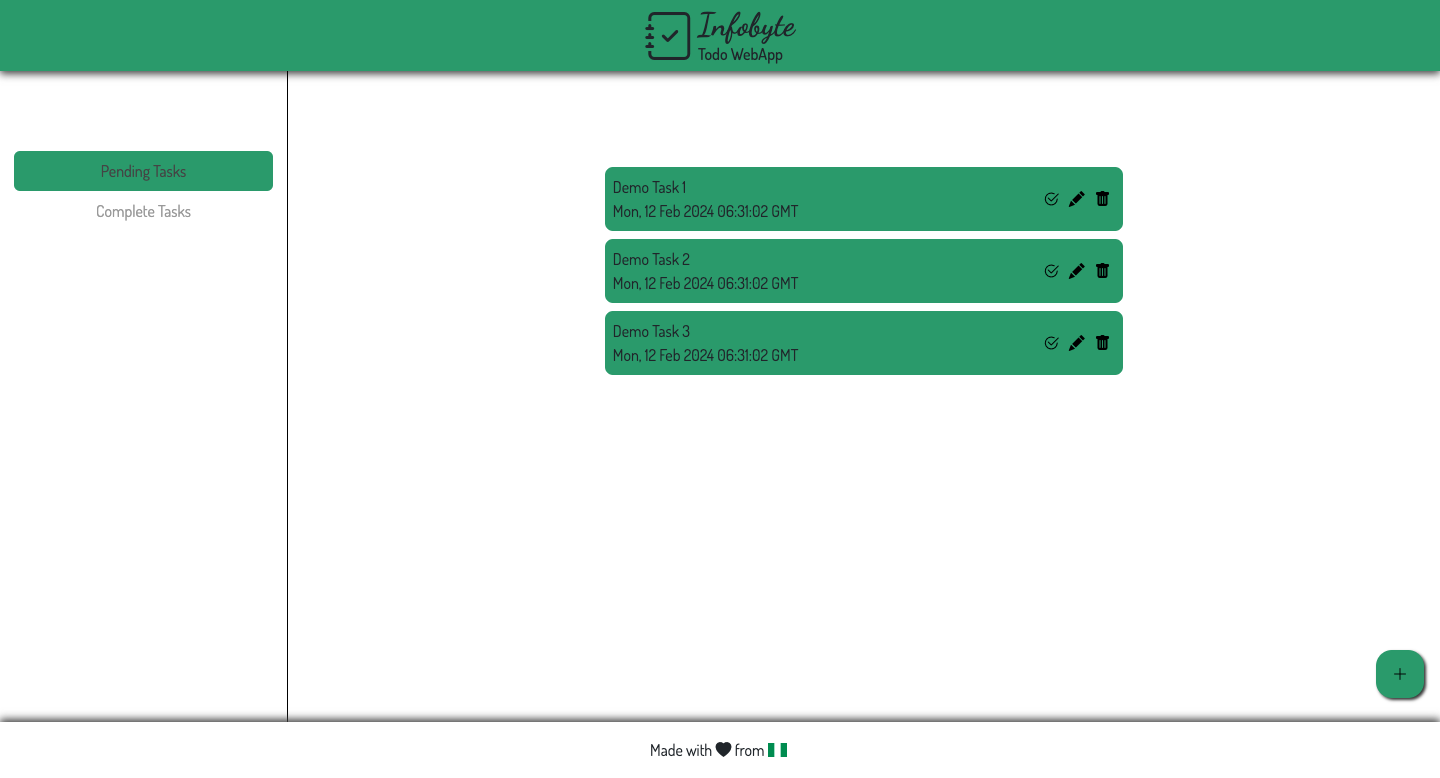 Infobyte
Todo WebApp
Pending Tasks
Complete Tasks
Demo Task 1
Mon, 12 Feb 2024 06:31:02 GMT
Demo Task 2
Mon, 12 Feb 2024 06:31:02 GMT
Demo Task 3
Mon, 12 Feb 2024 06:31:02 GMT
Made with from